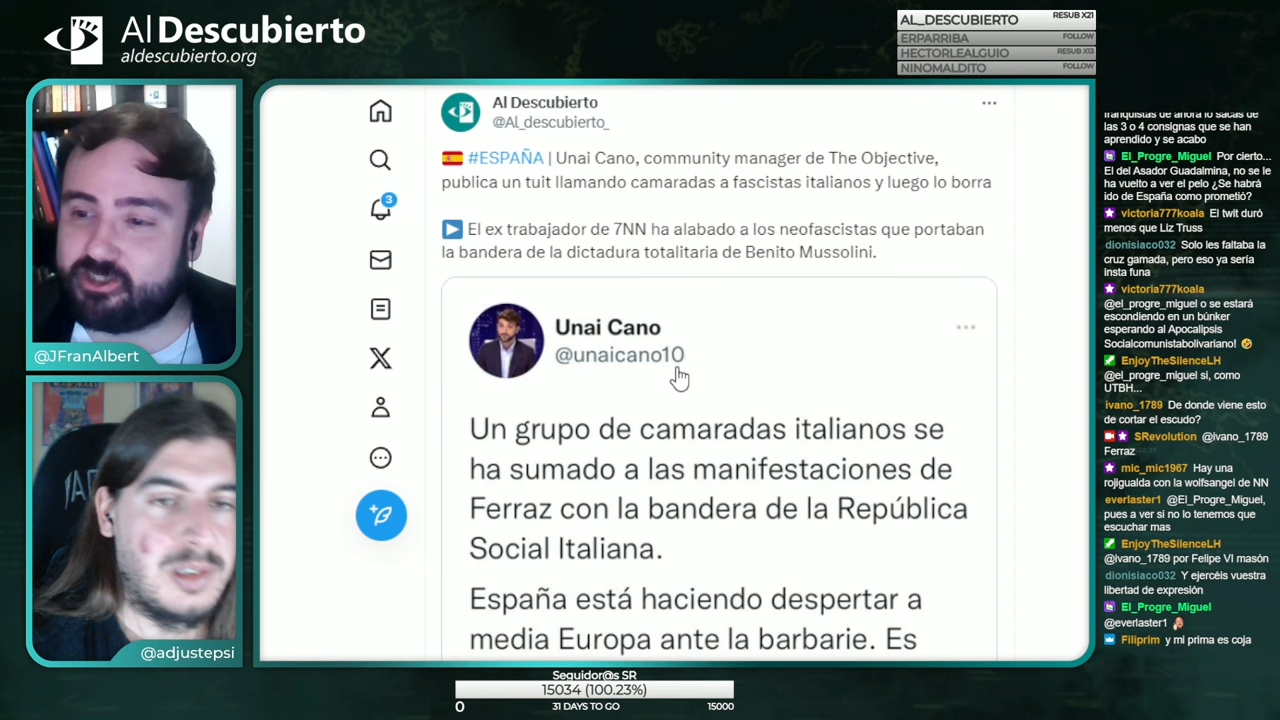 Al Descubierto
aldescubierto.org
AL_DESCUBIERTO RESUB X21
ERPARRIBA FOLLOW
HECTORLEALGUIO RESUB X13
NINOMALDITO FOLLOW
@JFranAlbert
@adjustepsi
3
Al Descubierto
@Al_descubierto_
#ESPAÑA | Unai Cano, community manager de The Objective,
publica un tuit llamando camaradas a fascistas italianos y luego lo borra
El ex trabajador de 7NN ha alabado a los neofascistas que portaban
la bandera de la dictadura totalitaria de Benito Mussolini.
Unai Cano
@unaicano10
Un grupo de camaradas italianos se
ha sumado a las manifestaciones de
Ferraz con la bandera de la República
Social Italiana.
España está haciendo despertar a
media Europa ante la barbarie. Es
franquistas de ahora lo sacas de
las 3 o 4 consignas que se han
aprendido y se acabo
El_Progre_Miguel Por cierto...
El del Asador Guadalmina, no se le
ha vuelto a ver el pelo ¿Se habrá
ido de España como prometió?
victoria777koala El twit duró
menos que Liz Truss
dionisiaco032 Solo les faltaba la
cruz gamada, pero eso ya sería
insta funa
victoria777koala
@el_progre_miguel o se estará
escondiendo en un búnker
esperando al Apocalipsis
Socialcomunistabolivariano!
EnjoyTheSilenceLH
@el_progre_miguel si, como
UTBH...
ivano_1789 De donde viene esto
de cortar el escudo?
SRevolution @ivano_1789
Ferraz
mic_mic1967 Hay una
rojigualda con la wolfsangel de NN
everlaster1 @El_Progre_Miguel,
pues a ver si no lo tenemos que
escuchar mas
EnjoyTheSilenceLH
@ivano_1789 por Felipe VI masón
dionisiaco032 Y ejercéis vuestra
libertad de expresión
El_Progre_Miguel
@everlaster1
Filiprim y mi prima es coja
Seguidor@s SR
15034 (100.23%)
0 31 DAYS TO GO 15000